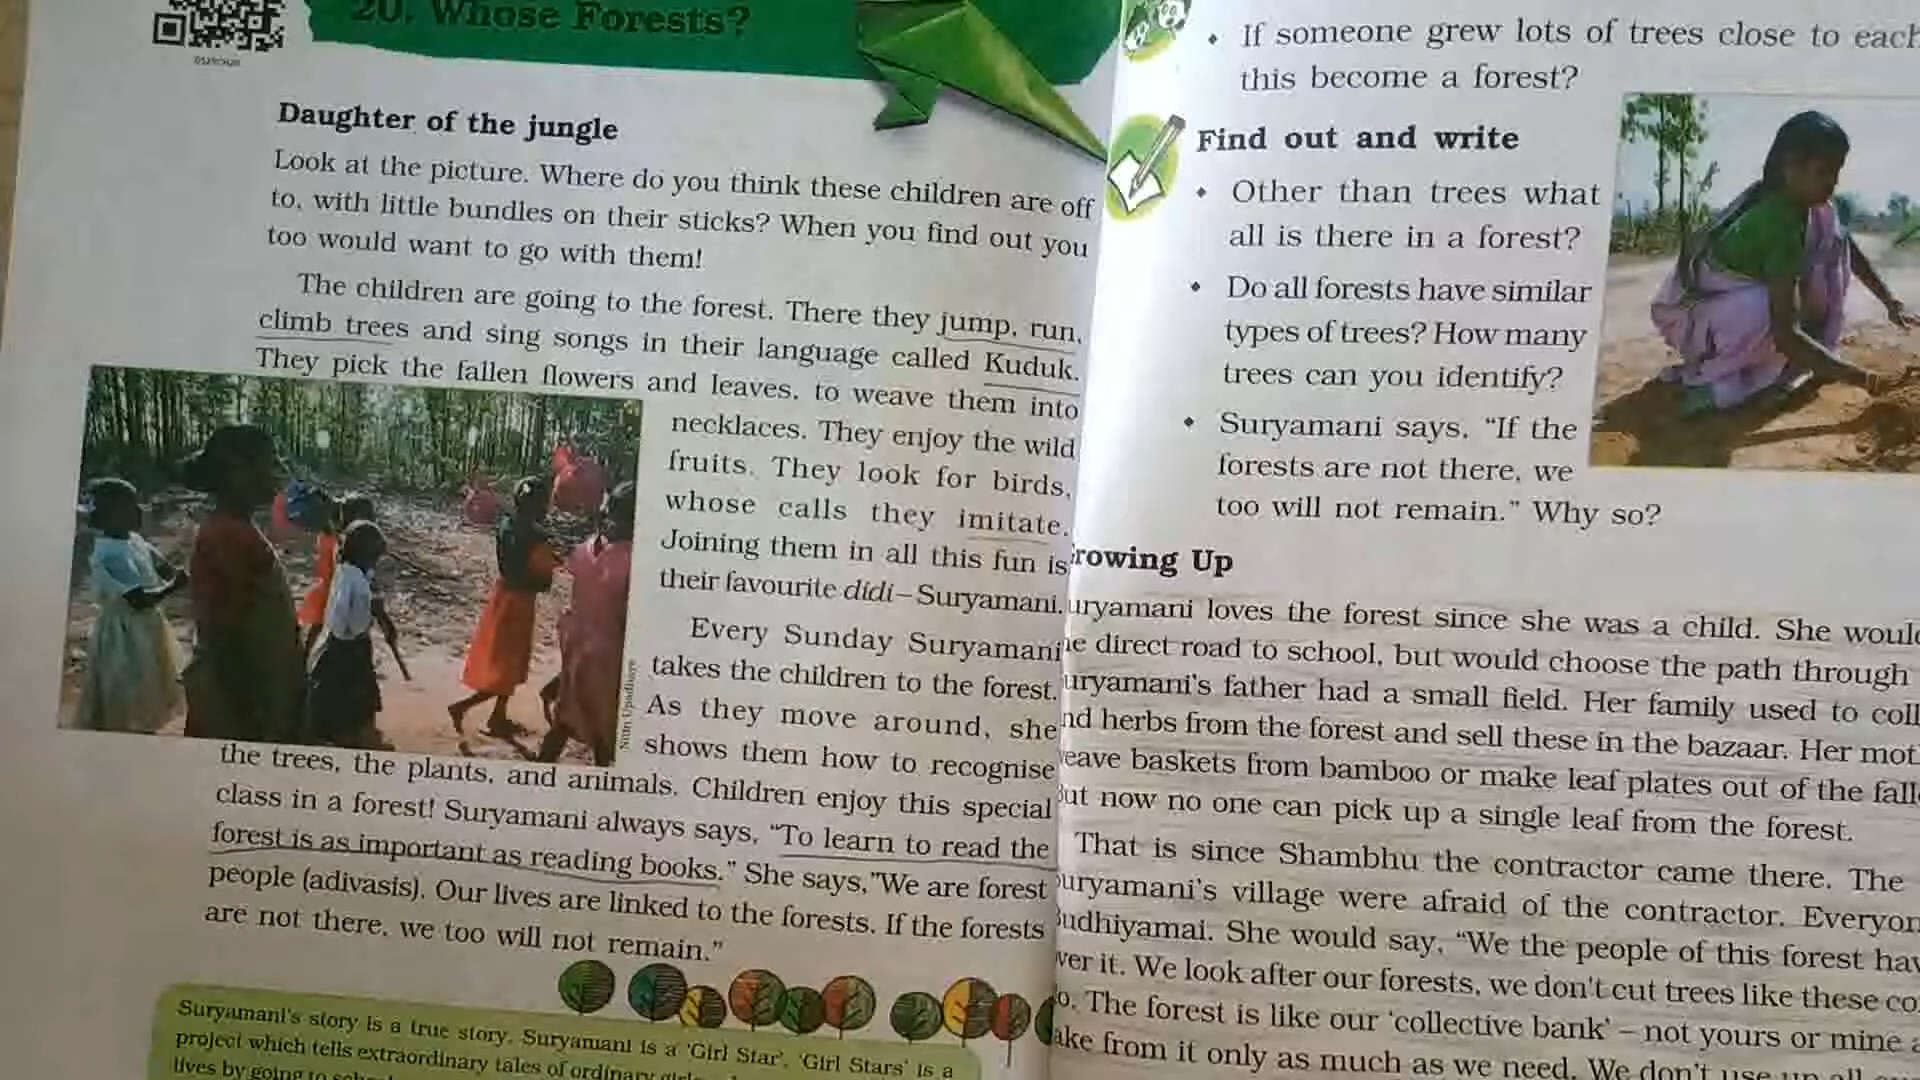 20. Whose Forests?
Daughter of the jungle
Look at the picture. Where do you think these children are off
to, with little bundles on their sticks? When you find out you
too would want to go with them!
The children are going to the forest. There they jump, run,
climb trees and sing songs in their language called Kuduk.
They pick the fallen flowers and leaves, to weave them into
necklaces. They enjoy the wild
fruits. They look for birds,
whose calls they imitate.
Joining them in all this fun is
their favourite didi–Suryamani.
Every Sunday Suryamani
takes the children to the forest.
As they move around, she
shows them how to recognise
the trees, the plants, and animals. Children enjoy this special
class in a forest! Suryamani always says, “To learn to read the
forest is as important as reading books.” She says,"We are forest
people (adivasis). Our lives are linked to the forests. If the forests
are not there, we too will not remain.”
Nitin Upadhaye
Suryamani's story is a true story. Suryamani is a 'Girl Star'. 'Girl Stars' is a
project which tells extraordinary tales of ordinary
lives by going to
If someone grew lots of trees close to each
this become a forest?
Find out and write
• Other than trees what
all is there in a forest?
• Do all forests have similar
types of trees? How many
trees can you identify?
• Suryamani says, “If the
forests are not there, we
too will not remain.” Why so?
rowing Up
uryamani loves the forest since she was a child. She would
e direct road to school, but would choose the path through
uryamani's father had a small field. Her family used to coll
nd herbs from the forest and sell these in the bazaar. Her mot
eave baskets from bamboo or make leaf plates out of the fall
ut now no one can pick up a single leaf from the forest.
That is since Shambhu the contractor came there. The
uryamani's village were afraid of the contractor. Everyon
udhiyamai. She would say, “We the people of this forest hav
ver it. We look after our forests, we don't cut trees like these co
o. The forest is like our ‘collective bank’ – not yours or mine a
ake from it only as much as we need. We don't use up all